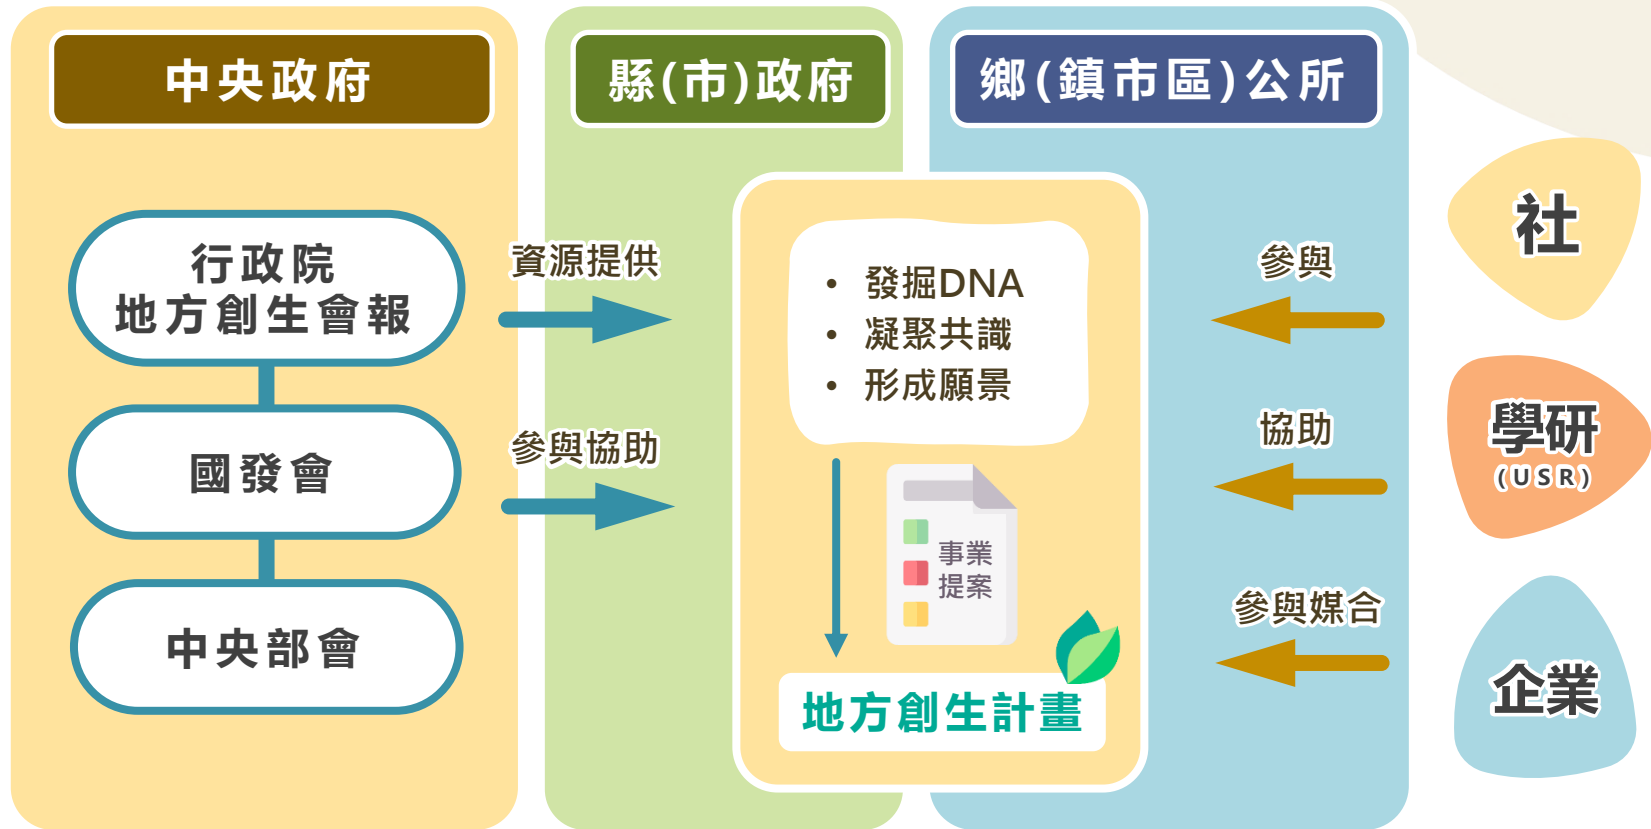 中央政府
縣(市)政府
鄉(鎮市區)公所
行政院
地方創生會報
國發會
中央部會
資源提供
參與協助
• 發掘DNA
• 凝聚共識
• 形成願景
事業
提案
地方創生計畫
參與
協助
參與媒合
社
學研
(USR)
企業